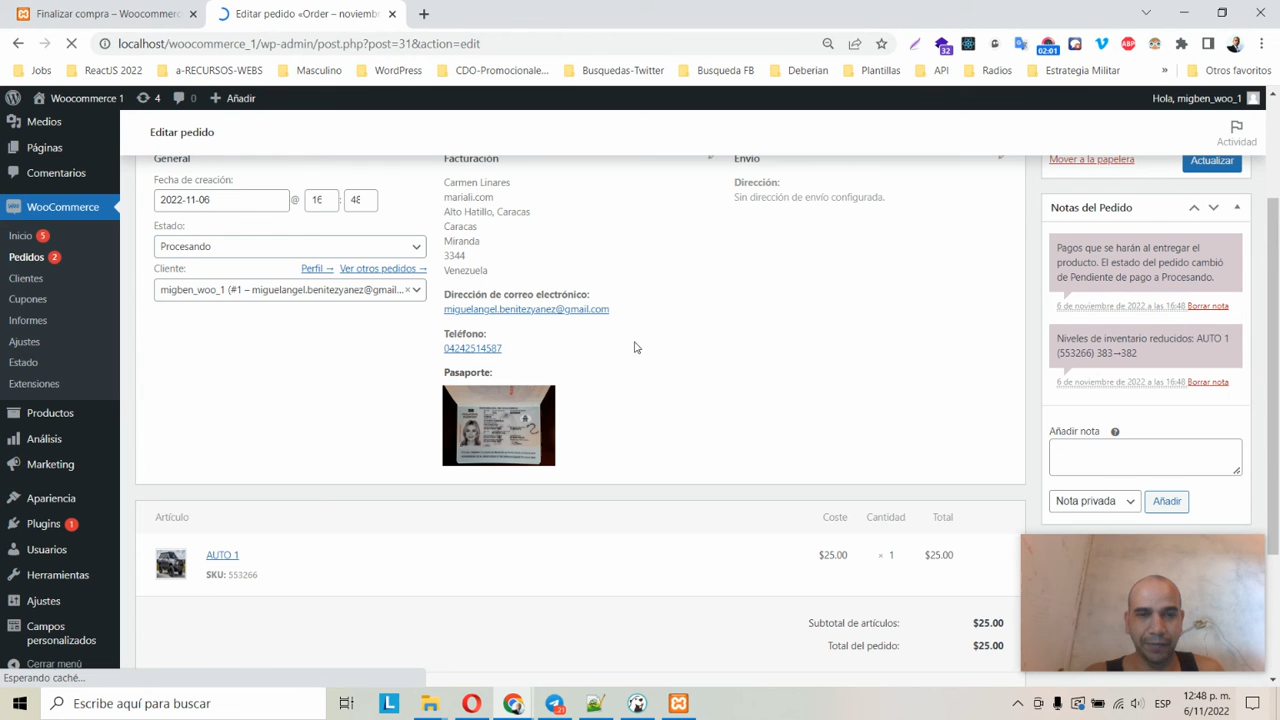 Finalizar compra – Woocommerc
Editar pedido «Order – noviemb
localhost/woocommerce_1/wp-admin/post.php?post=31&action=edit
32
02:01
ABP
Jobs
ReactJS 2022
a-RECURSOS-WEBS
Masculino
WordPress
CDO-Promocionale...
Busquedas-Twitter
Busqueda FB
Deberian
Plantillas
API
Radios
Estrategia Militar
»
Otros favoritos
Woocommerce 1
4
0
Añadir
Hola, migben_woo_1
Medios
Páginas
Comentarios
WooCommerce
Inicio 5
Pedidos 2
Clientes
Cupones
Informes
Ajustes
Estado
Extensiones
Productos
Análisis
Marketing
Apariencia
Plugins 1
Usuarios
Herramientas
Ajustes
Campos
personalizados
Cerrar menú
Editar pedido
Actividad
General
Fecha de creación:
2022-11-06 @ 16 : 48
Estado:
Procesando
Cliente:
Perfil →
Ver otros pedidos →
migben_woo_1 (#1 – miguelangel.benitezyanez@gmail... ×
Facturación
Carmen Linares
mariali.com
Alto Hatillo, Caracas
Caracas
Miranda
3344
Venezuela
Dirección de correo electrónico:
miguelangel.benitezyanez@gmail.com
Teléfono:
04242514587
Pasaporte:
Envío
Dirección:
Sin dirección de envío configurada.
Mover a la papelera
Actualizar
Notas del Pedido
Pagos que se harán al entregar el
producto. El estado del pedido cambió
de Pendiente de pago a Procesando.
6 de noviembre de 2022 a las 16:48 Borrar nota
Niveles de inventario reducidos: AUTO 1
(553266) 383→382
6 de noviembre de 2022 a las 16:48 Borrar nota
Añadir nota
Nota privada
Añadir
Artículo
Coste
Cantidad
Total
AUTO 1
SKU: 553266
$25.00
× 1
$25.00
Subtotal de artículos:
$25.00
Total del pedido:
$25.00
Esperando caché...
Escribe aquí para buscar
L
21
ESP
12:48 p. m.
6/11/2022